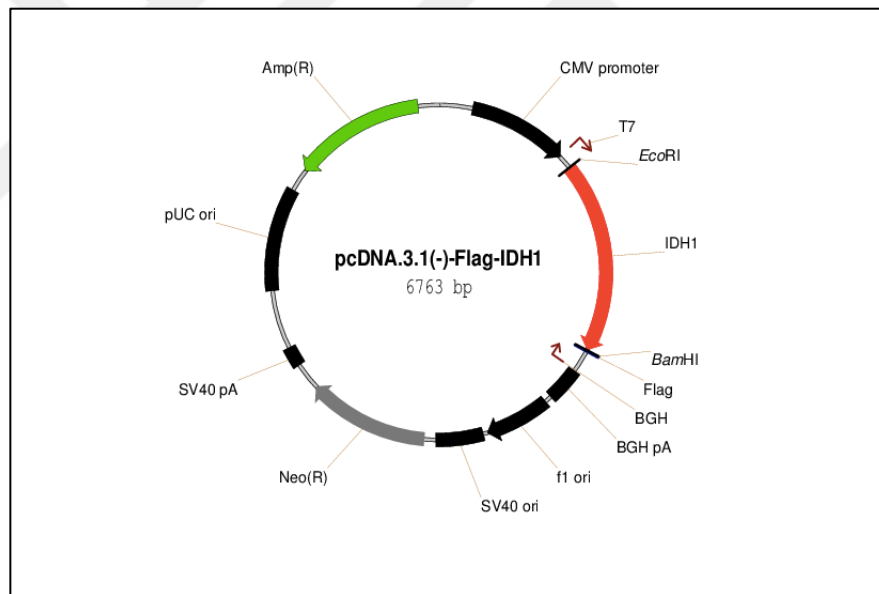 Amp(R)
CMV promoter
T7
EcoRI
pUC ori
IDH1
pcDNA.3.1(-)-Flag-IDH1
6763 bp
BamHI
SV40 pA
Flag
BGH
BGH pA
Neo(R)
f1 ori
SV40 ori